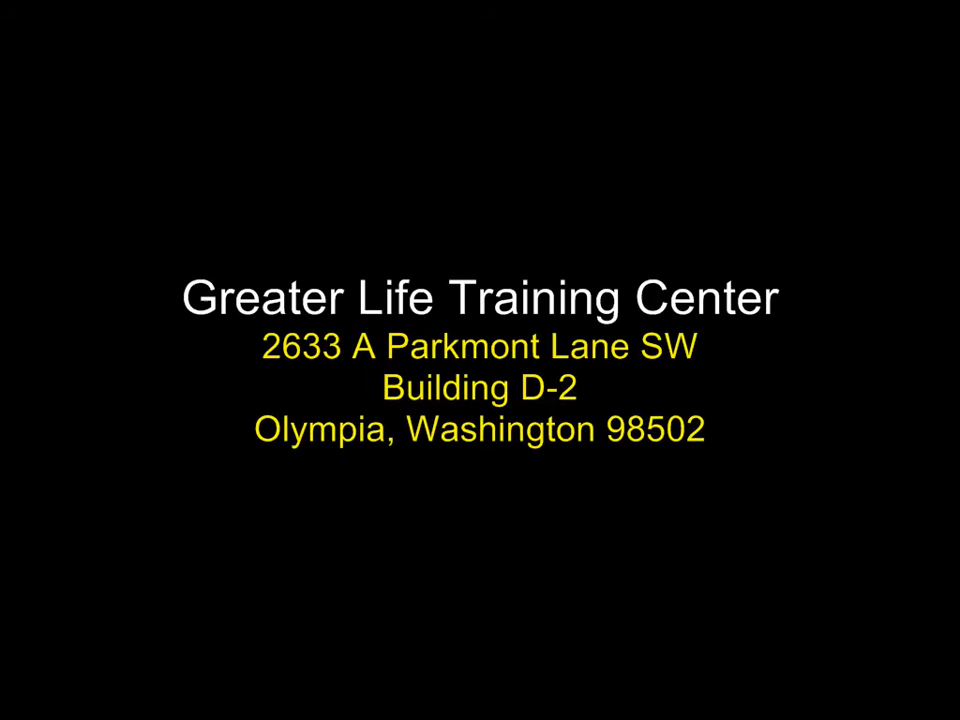 Greater Life Training Center
2633 A Parkmont Lane SW
Building D-2
Olympia, Washington 98502